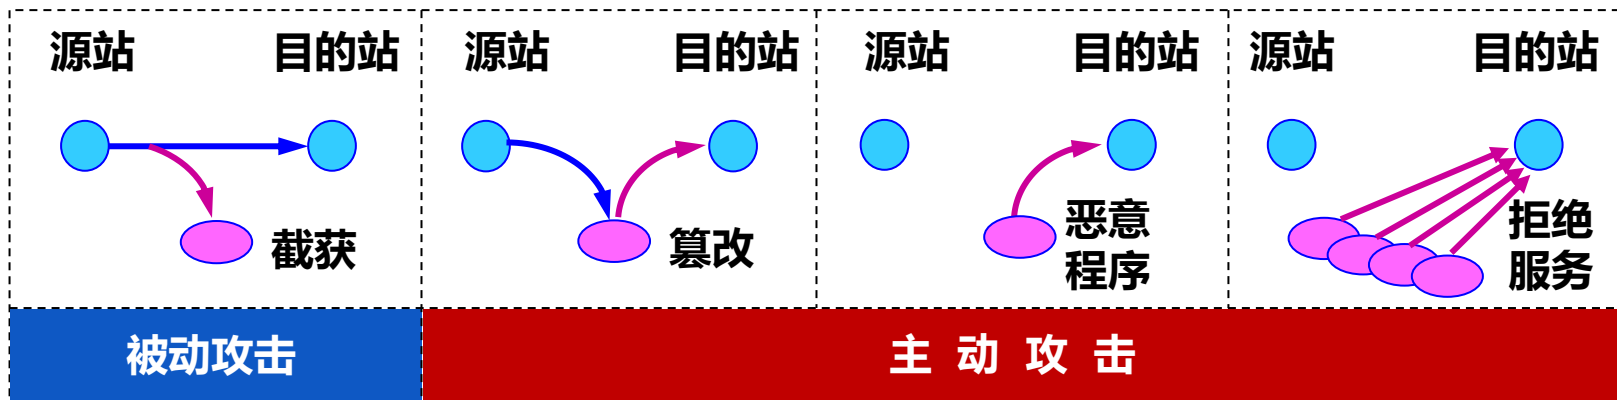 源站 目的站
截获
源站 目的站
篡改
源站 目的站
恶意
程序
源站 目的站
拒绝
服务
被动攻击
主 动 攻 击